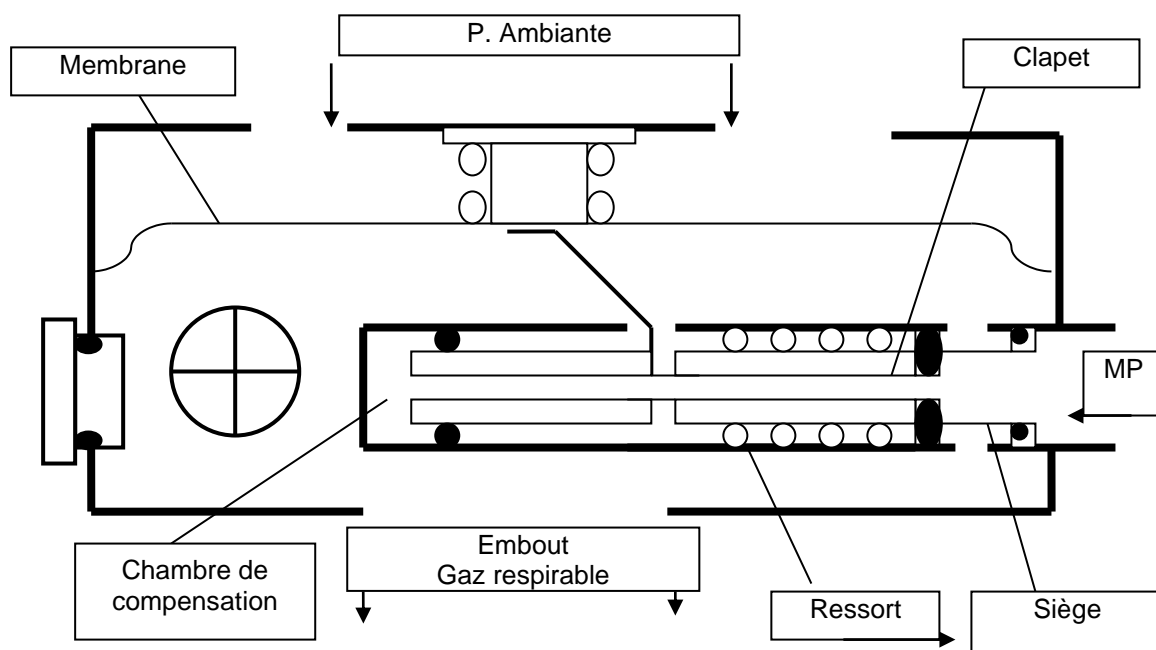 P. Ambiante
Membrane
Clapet
MP
Chambre de
compensation
Embout
Gaz respirable
Ressort
Siège